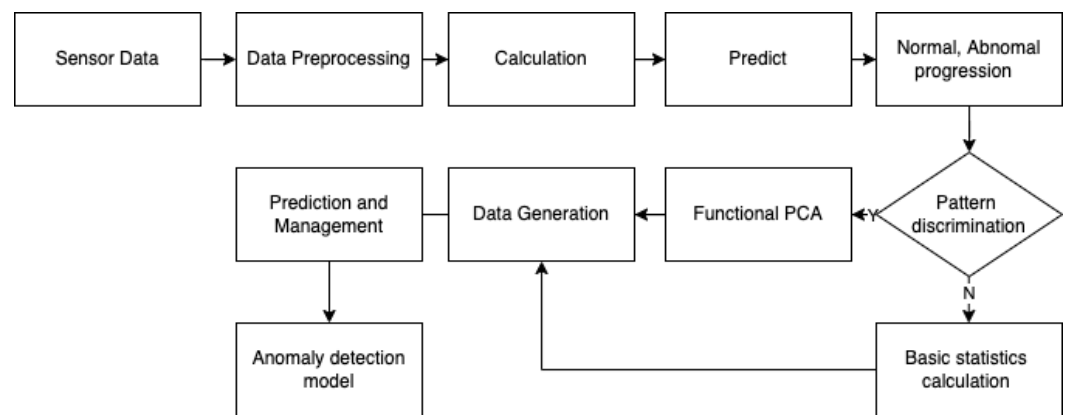 Sensor Data
Data Preprocessing
Calculation
Predict
Normal, Abnomal
progression
Pattern
discrimination
Y
Functional PCA
Data Generation
Prediction and
Management
N
Basic statistics
calculation
Anomaly detection
model